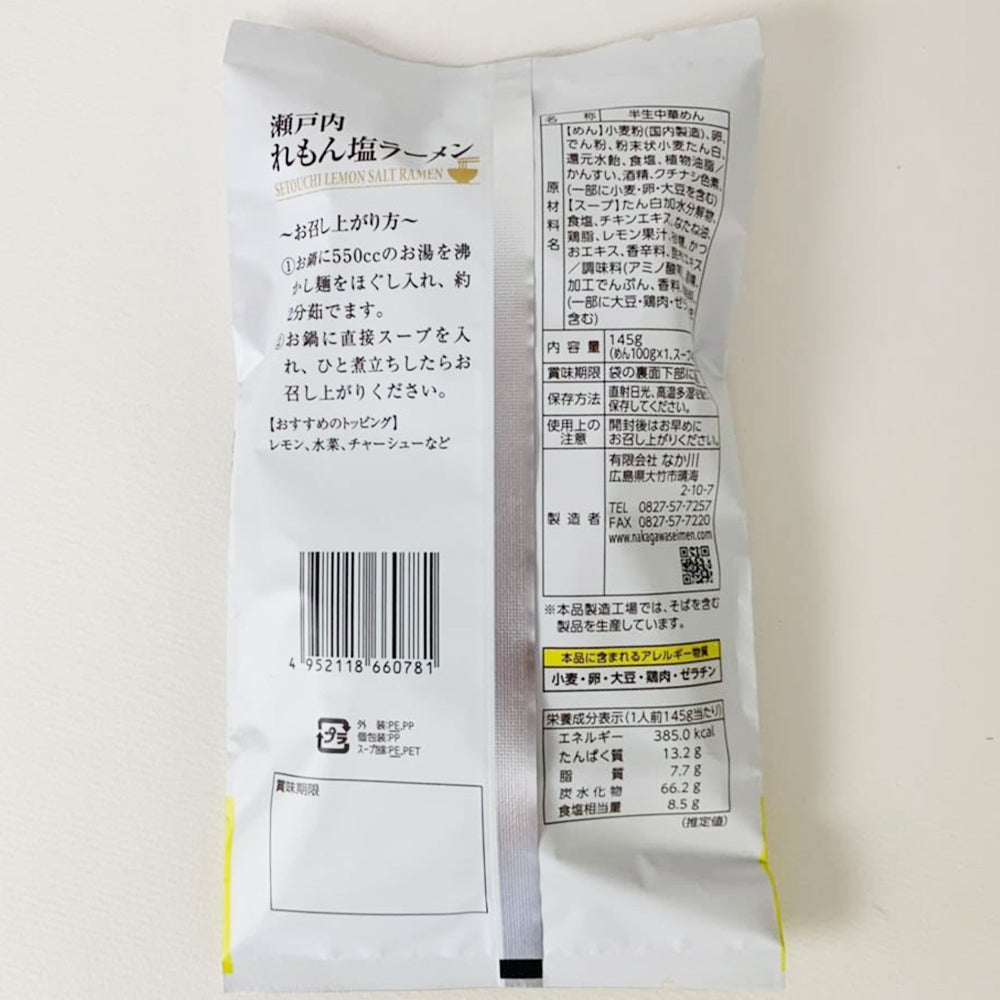 瀬戸内
れもん塩ラーメン
SETOUCHI LEMON SALT RAMEN
〜お召し上がり方〜
①お鍋に550ccのお湯を沸
かし麺をほぐし入れ、約
2分茹でます。
②お鍋に直接スープを入
れ、ひと煮立ちしたらお
召し上がりください。
【おすすめのトッピング】
レモン、水菜、チャーシューなど
4 952118 660781
プラ
外 装:PE,PP
個包装:PP
スープ包装:PE,PET
賞味期限
名 称 半生中華めん
原材料名
【めん】小麦粉(国内製造)、卵、
でん粉、粉末状小麦たん白、
還元水飴、食塩、植物油脂/
かんすい、酒精、クチナシ色素、
(一部に小麦・卵・大豆を含む)
【スープ】たん白加水分解物、
食塩、チキンエキス、なたね油、
鶏脂、レモン果汁、砂糖、かつ
おエキス、香辛料、
/調味料(アミノ酸
加工でんぷん、香料、
(一部に大豆・鶏肉・ゼラ
含む)
内 容 量 145g
(めん100g×1、スープ
賞味期限 袋の裏面下部に
保存方法 直射日光、高温多湿
保存してください。
使用上の注意 開封後はお早めに
お召し上がりください。
製 造 者
有限会社 なか川
広島県大竹市晴海
2-10-7
TEL 0827-57-7257
FAX 0827-57-7220
www.nakagawaseimen.com
※本品製造工場では、そばを含む
製品を生産しています。
本品に含まれるアレルギー物質
小麦・卵・大豆・鶏肉・ゼラチン
栄養成分表示(1人前145g当たり)
エネルギー 385.0 kcal
たんぱく質 13.2 g
脂 質 7.7 g
炭水化物 66.2 g
食塩相当量 8.5 g
(推定値)